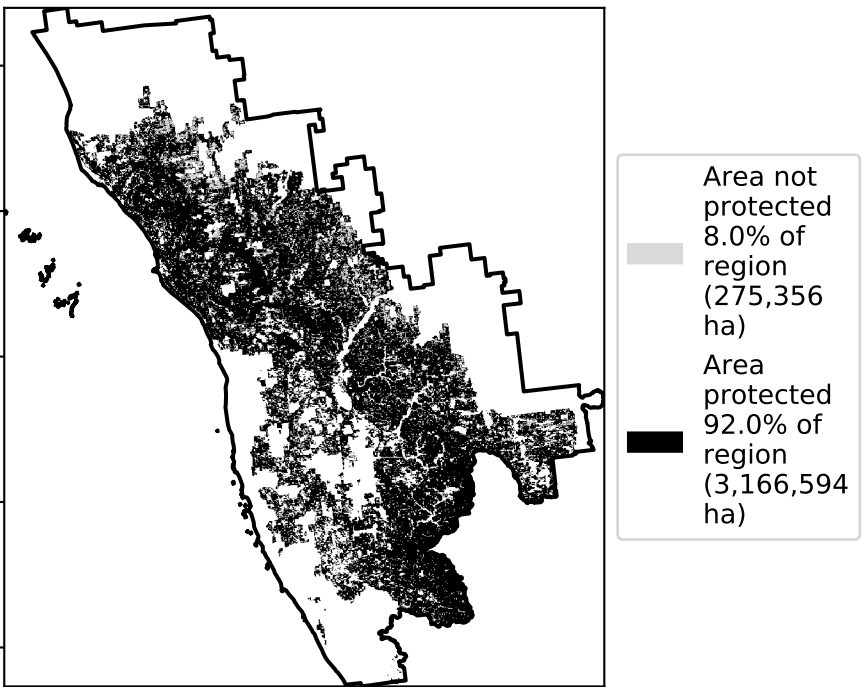 Area not
protected
8.0% of
region
(275,356
ha)
Area
protected
92.0% of
region
(3,166,594
ha)